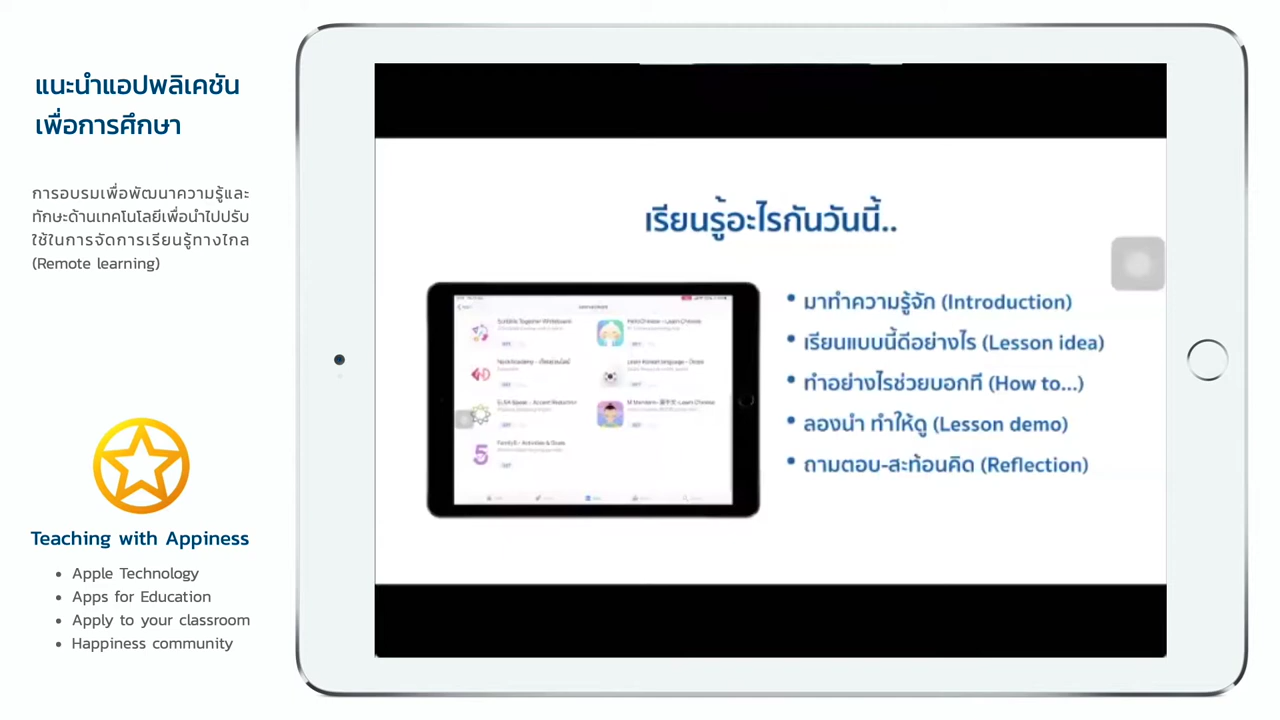 แนะนำแอปพลิเคชัน
เพื่อการศึกษา
การอบรมเพื่อพัฒนาความรู้และ
ทักษะด้านเทคโนโลยีเพื่อนำไปปรับ
ใช้ในการจัดการเรียนรู้ทางไกล
(Remote learning)
Teaching with Appiness
• Apple Technology
• Apps for Education
• Apply to your classroom
• Happiness community
เรียนรู้อะไรกันวันนี้..
• มาทำความรู้จัก (Introduction)
• เรียนแบบนี้ดีอย่างไร (Lesson idea)
• ทำอย่างไรช่วยบอกที (How to...)
• ลองนำ ทำให้ดู (Lesson demo)
• ถามตอบ-สะท้อนคิด (Reflection)